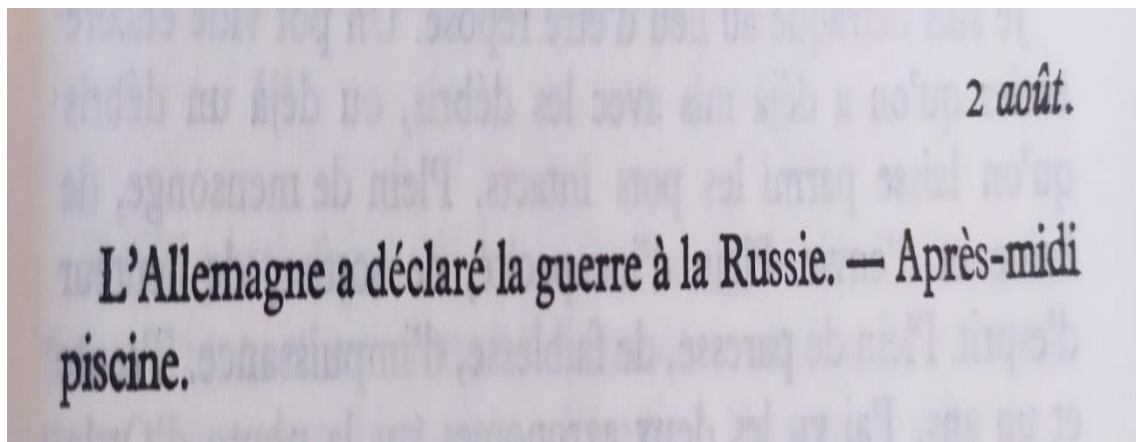 2 août.
L'Allemagne a déclaré la guerre à la Russie. — Après-midi
piscine.